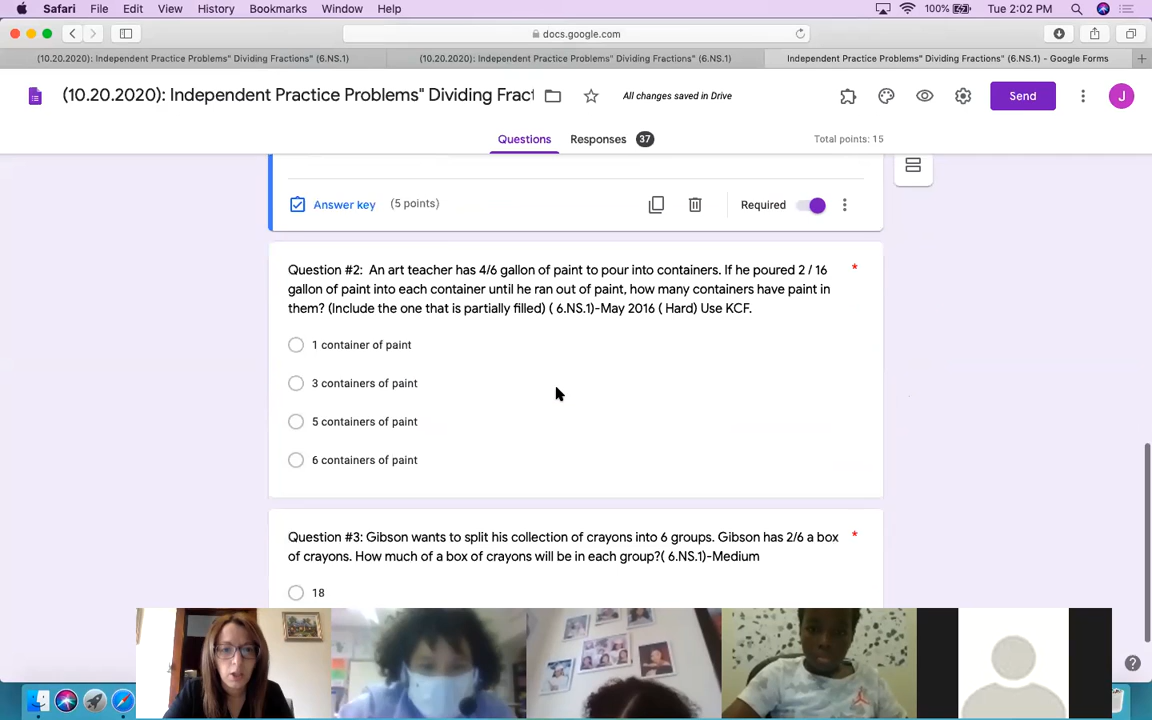 Safari File Edit View History Bookmarks Window Help 100% Tue 2:02 PM
docs.google.com
(10.20.2020): Independent Practice Problems" Dividing Fractions" (6.NS.1) (10.20.2020): Independent Practice Problems" Dividing Fractions" (6.NS.1) Independent Practice Problems" Dividing Fractions" (6.NS.1) - Google Forms
(10.20.2020): Independent Practice Problems" Dividing Fract All changes saved in Drive Send J
Questions Responses 37 Total points: 15
Answer key (5 points) Required
Question #2: An art teacher has 4/6 gallon of paint to pour into containers. If he poured 2 / 16 *
gallon of paint into each container until he ran out of paint, how many containers have paint in
them? (Include the one that is partially filled) ( 6.NS.1)-May 2016 ( Hard) Use KCF.
1 container of paint
3 containers of paint
5 containers of paint
6 containers of paint
Question #3: Gibson wants to split his collection of crayons into 6 groups. Gibson has 2/6 a box *
of crayons. How much of a box of crayons will be in each group?( 6.NS.1)-Medium
18